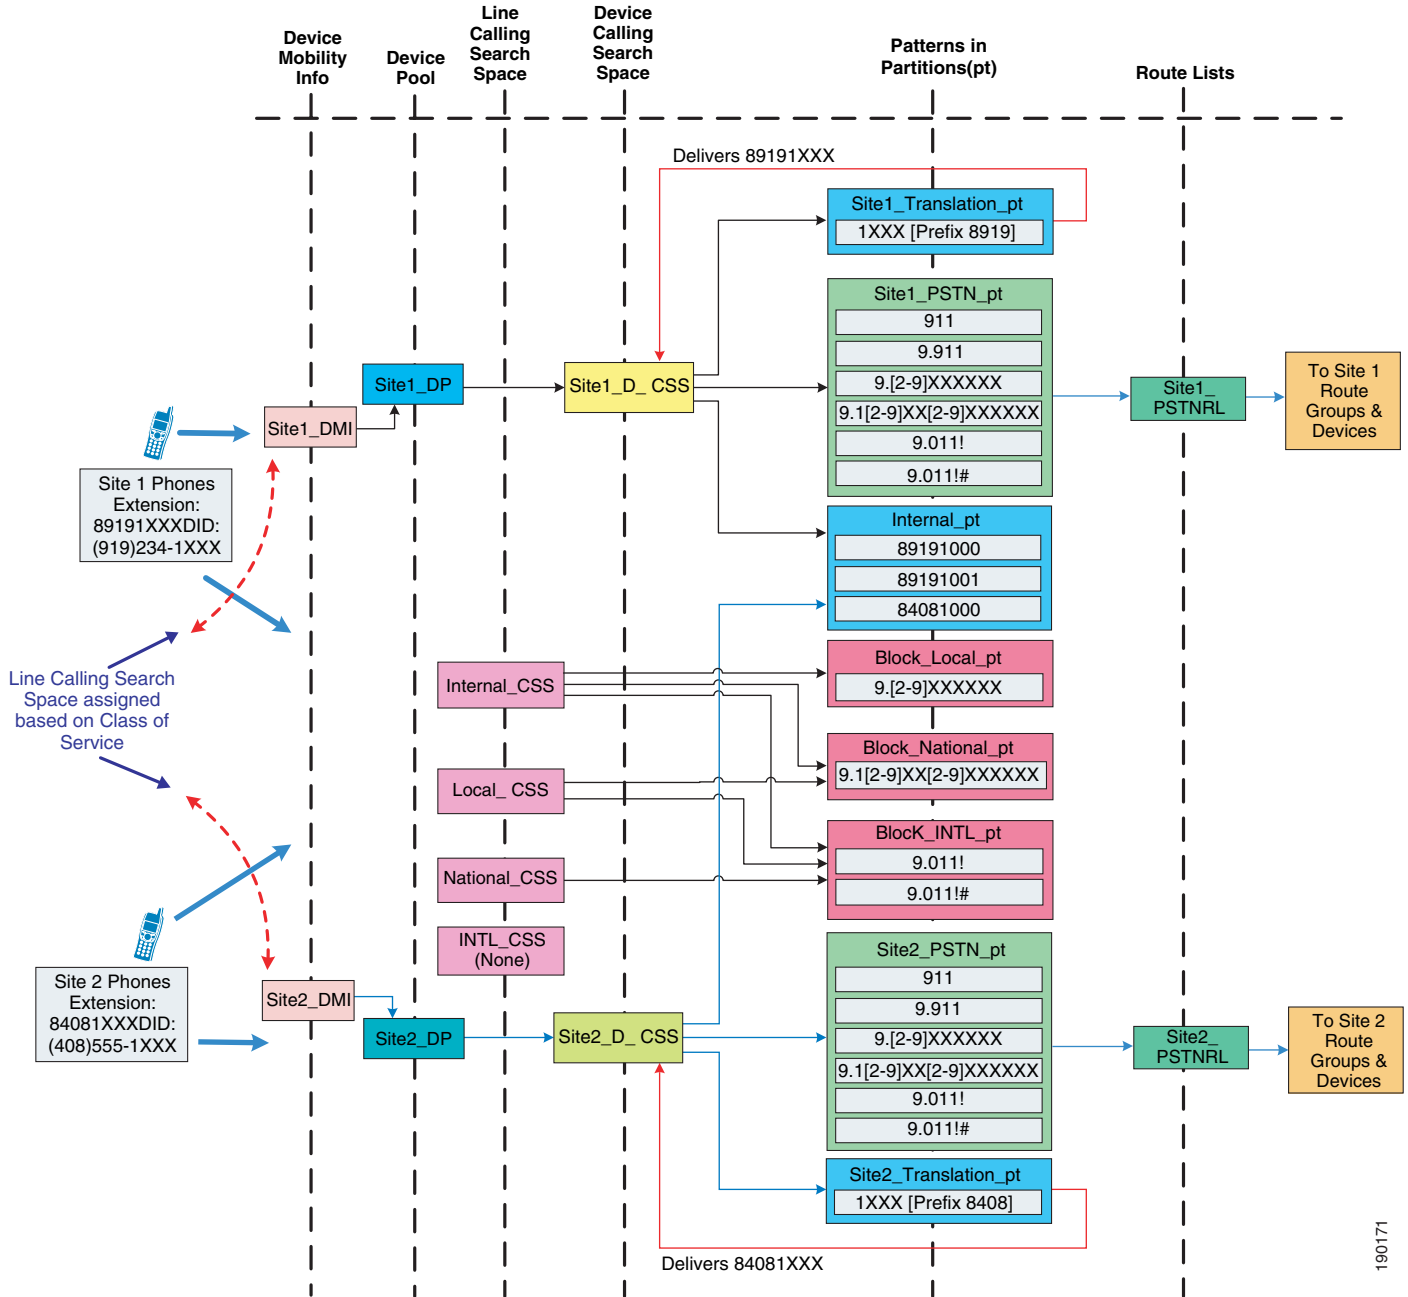 Device
Mobility
Info
Device
Pool
Line
Calling
Search
Space
Device
Calling
Search
Space
Patterns in
Partitions(pt)
Route Lists
Delivers 89191XXX
Site1_Translation_pt
1XXX [Prefix 8919]
Site1_PSTN_pt
911
9.911
9.[2-9]XXXXXX
9.1[2-9]XX[2-9]XXXXXX
9.011!
9.011!#
Site1_DP
Site1_D_ CSS
Site1_DMI
Site1_
PSTNRL
To Site 1
Route
Groups &
Devices
Site 1 Phones
Extension:
89191XXXDID:
(919)234-1XXX
Internal_pt
89191000
89191001
84081000
Line Calling Search
Space assigned
based on Class of
Service
Internal_CSS
Block_Local_pt
9.[2-9]XXXXXX
Block_National_pt
9.1[2-9]XX[2-9]XXXXXX
Local_ CSS
BlocK_INTL_pt
9.011!
9.011!#
National_CSS
INTL_CSS
(None)
Site 2 Phones
Extension:
84081XXXDID:
(408)555-1XXX
Site2_DMI
Site2_DP
Site2_D_ CSS
Site2_PSTN_pt
911
9.911
9.[2-9]XXXXXX
9.1[2-9]XX[2-9]XXXXXX
9.011!
9.011!#
Site2_
PSTNRL
To Site 2
Route
Groups &
Devices
Site2_Translation_pt
1XXX [Prefix 8408]
Delivers 84081XXX
190171